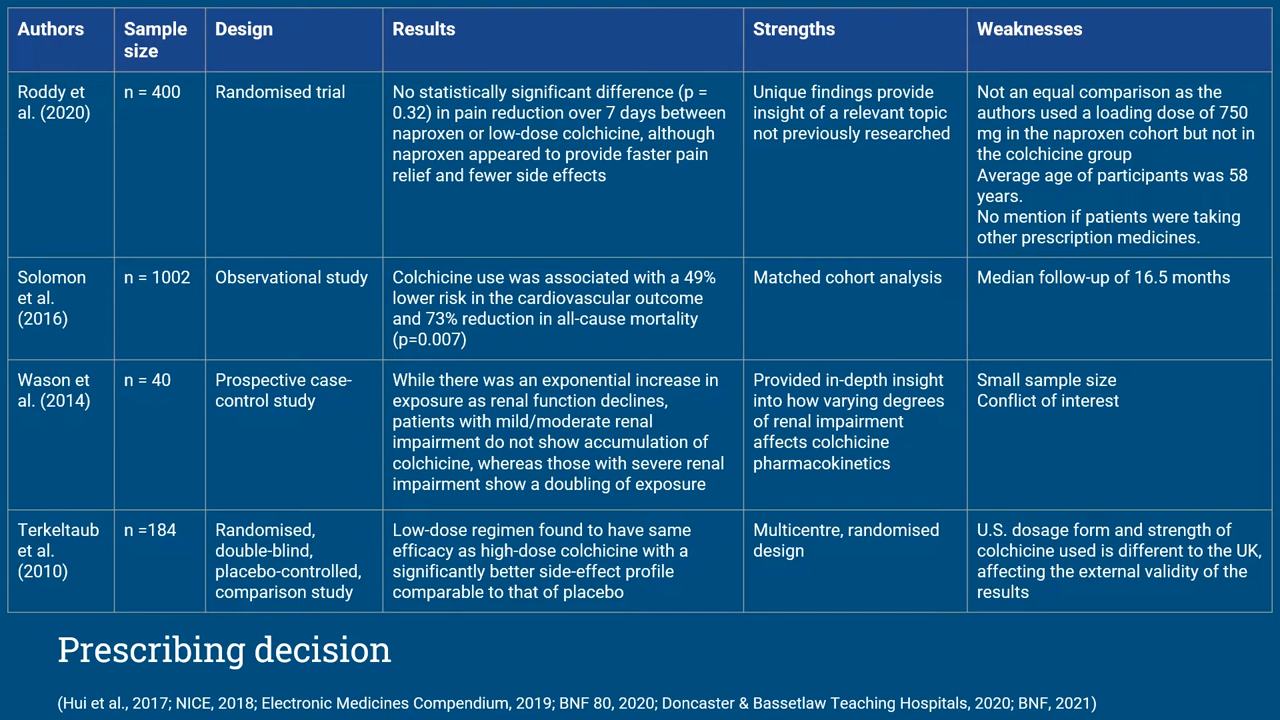 Authors
Sample
size
Design
Results
Strengths
Weaknesses
Roddy et
al. (2020)
n = 400
Randomised trial
No statistically significant difference (p =
0.32) in pain reduction over 7 days between
naproxen or low-dose colchicine, although
naproxen appeared to provide faster pain
relief and fewer side effects
Unique findings provide
insight of a relevant topic
not previously researched
Not an equal comparison as the
authors used a loading dose of 750
mg in the naproxen cohort but not in
the colchicine group
Average age of participants was 58
years.
No mention if patients were taking
other prescription medicines.
Solomon
et al.
(2016)
n = 1002
Observational study
Colchicine use was associated with a 49%
lower risk in the cardiovascular outcome
and 73% reduction in all-cause mortality
(p=0.007)
Matched cohort analysis
Median follow-up of 16.5 months
Wason et
al. (2014)
n = 40
Prospective case-
control study
While there was an exponential increase in
exposure as renal function declines,
patients with mild/moderate renal
impairment do not show accumulation of
colchicine, whereas those with severe renal
impairment show a doubling of exposure
Provided in-depth insight
into how varying degrees
of renal impairment
affects colchicine
pharmacokinetics
Small sample size
Conflict of interest
Terkeltaub
et al.
(2010)
n =184
Randomised,
double-blind,
placebo-controlled,
comparison study
Low-dose regimen found to have same
efficacy as high-dose colchicine with a
significantly better side-effect profile
comparable to that of placebo
Multicentre, randomised
design
U.S. dosage form and strength of
colchicine used is different to the UK,
affecting the external validity of the
results
Prescribing decision
(Hui et al., 2017; NICE, 2018; Electronic Medicines Compendium, 2019; BNF 80, 2020; Doncaster & Bassetlaw Teaching Hospitals, 2020; BNF, 2021)